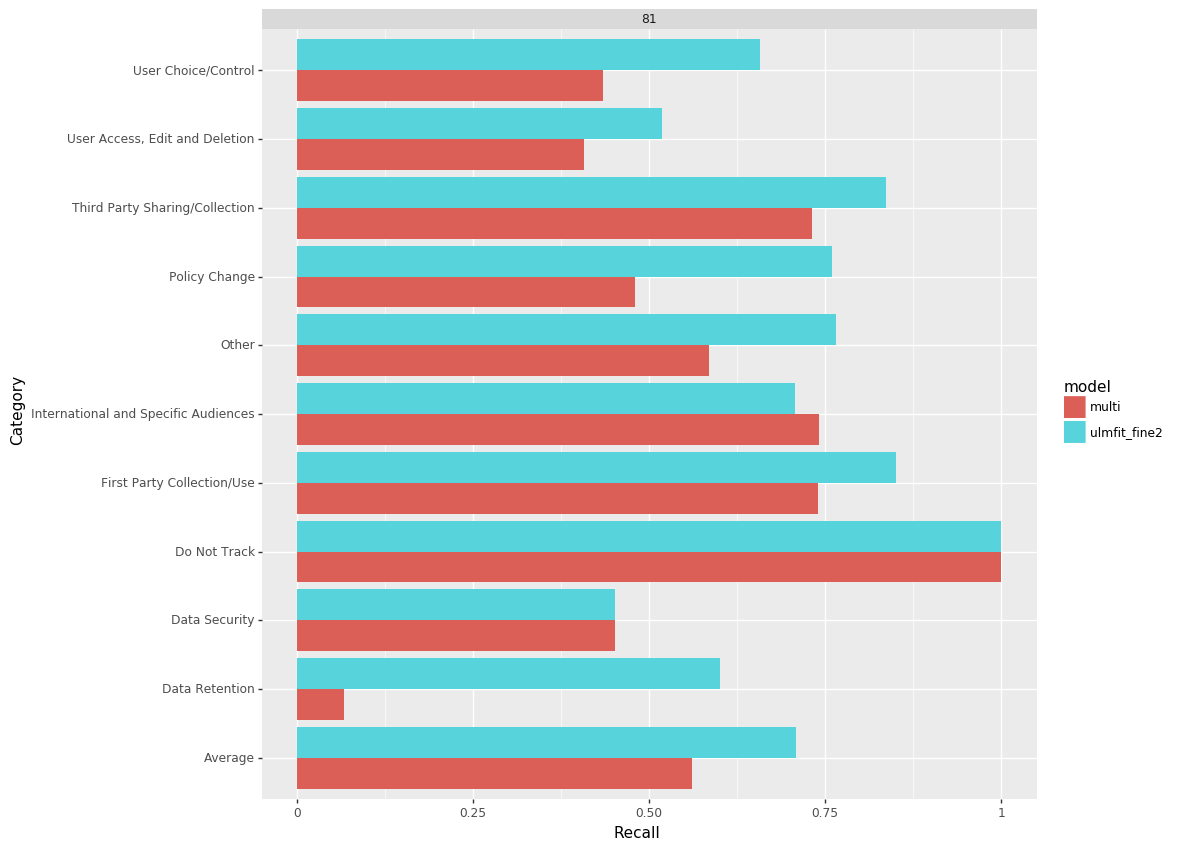 81
User Choice/Control
User Access, Edit and Deletion
Third Party Sharing/Collection
Policy Change
Other
International and Specific Audiences
First Party Collection/Use
Do Not Track
Data Security
Data Retention
Average
Category
0 0.25 0.50 0.75 1
Recall
model
multi
ulmfit_fine2